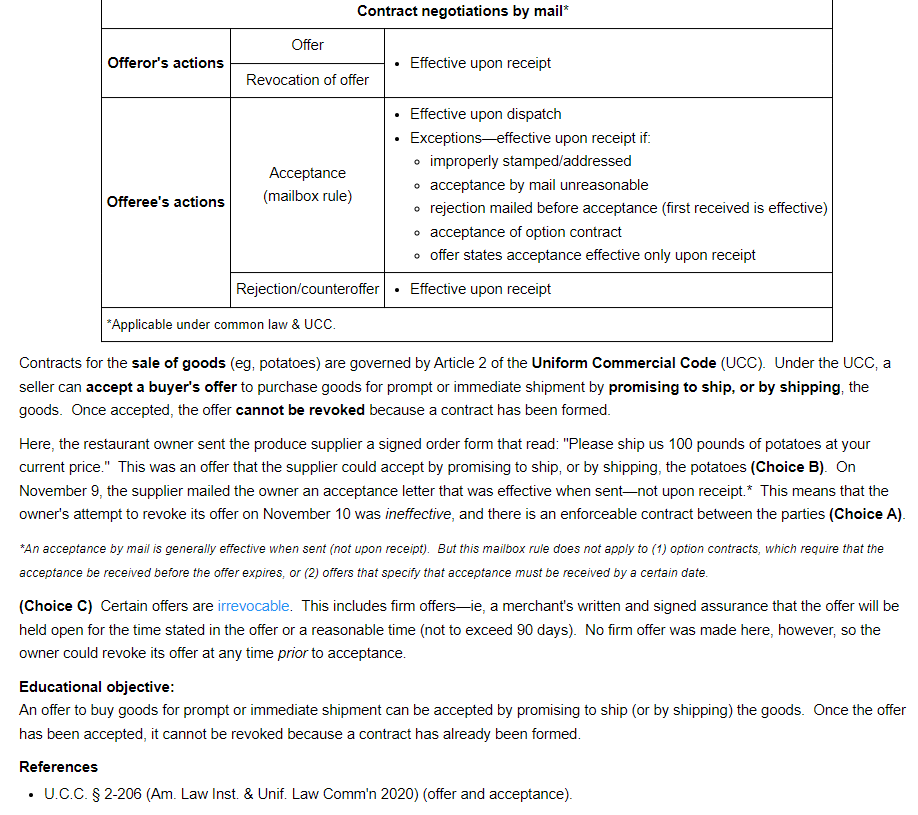 Contract negotiations by mail*
Offeror's actions
Offer
Revocation of offer
• Effective upon receipt
Offeree's actions
Acceptance
(mailbox rule)
• Effective upon dispatch
• Exceptions—effective upon receipt if:
○ improperly stamped/addressed
○ acceptance by mail unreasonable
○ rejection mailed before acceptance (first received is effective)
○ acceptance of option contract
○ offer states acceptance effective only upon receipt
Rejection/counteroffer
• Effective upon receipt
*Applicable under common law & UCC.
Contracts for the sale of goods (eg, potatoes) are governed by Article 2 of the Uniform Commercial Code (UCC). Under the UCC, a
seller can accept a buyer's offer to purchase goods for prompt or immediate shipment by promising to ship, or by shipping, the
goods. Once accepted, the offer cannot be revoked because a contract has been formed.
Here, the restaurant owner sent the produce supplier a signed order form that read: "Please ship us 100 pounds of potatoes at your
current price." This was an offer that the supplier could accept by promising to ship, or by shipping, the potatoes (Choice B). On
November 9, the supplier mailed the owner an acceptance letter that was effective when sent—not upon receipt.* This means that the
owner's attempt to revoke its offer on November 10 was ineffective, and there is an enforceable contract between the parties (Choice A).
*An acceptance by mail is generally effective when sent (not upon receipt). But this mailbox rule does not apply to (1) option contracts, which require that the
acceptance be received before the offer expires, or (2) offers that specify that acceptance must be received by a certain date.
(Choice C) Certain offers are irrevocable. This includes firm offers—ie, a merchant's written and signed assurance that the offer will be
held open for the time stated in the offer or a reasonable time (not to exceed 90 days). No firm offer was made here, however, so the
owner could revoke its offer at any time prior to acceptance.
Educational objective:
An offer to buy goods for prompt or immediate shipment can be accepted by promising to ship (or by shipping) the goods. Once the offer
has been accepted, it cannot be revoked because a contract has already been formed.
References
• U.C.C. § 2-206 (Am. Law Inst. & Unif. Law Comm'n 2020) (offer and acceptance).